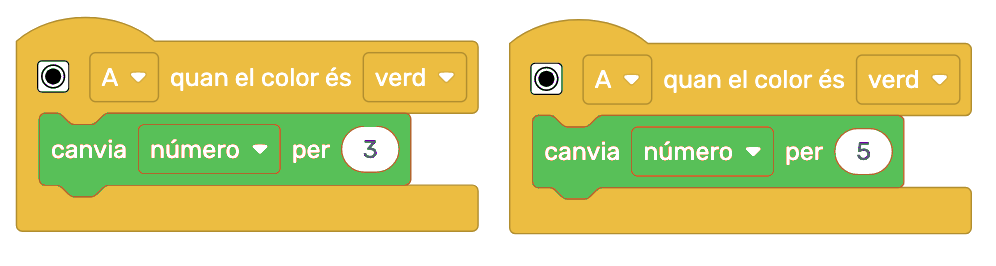 A quan el color és verd
canvia número per 3
A quan el color és verd
canvia número per 5